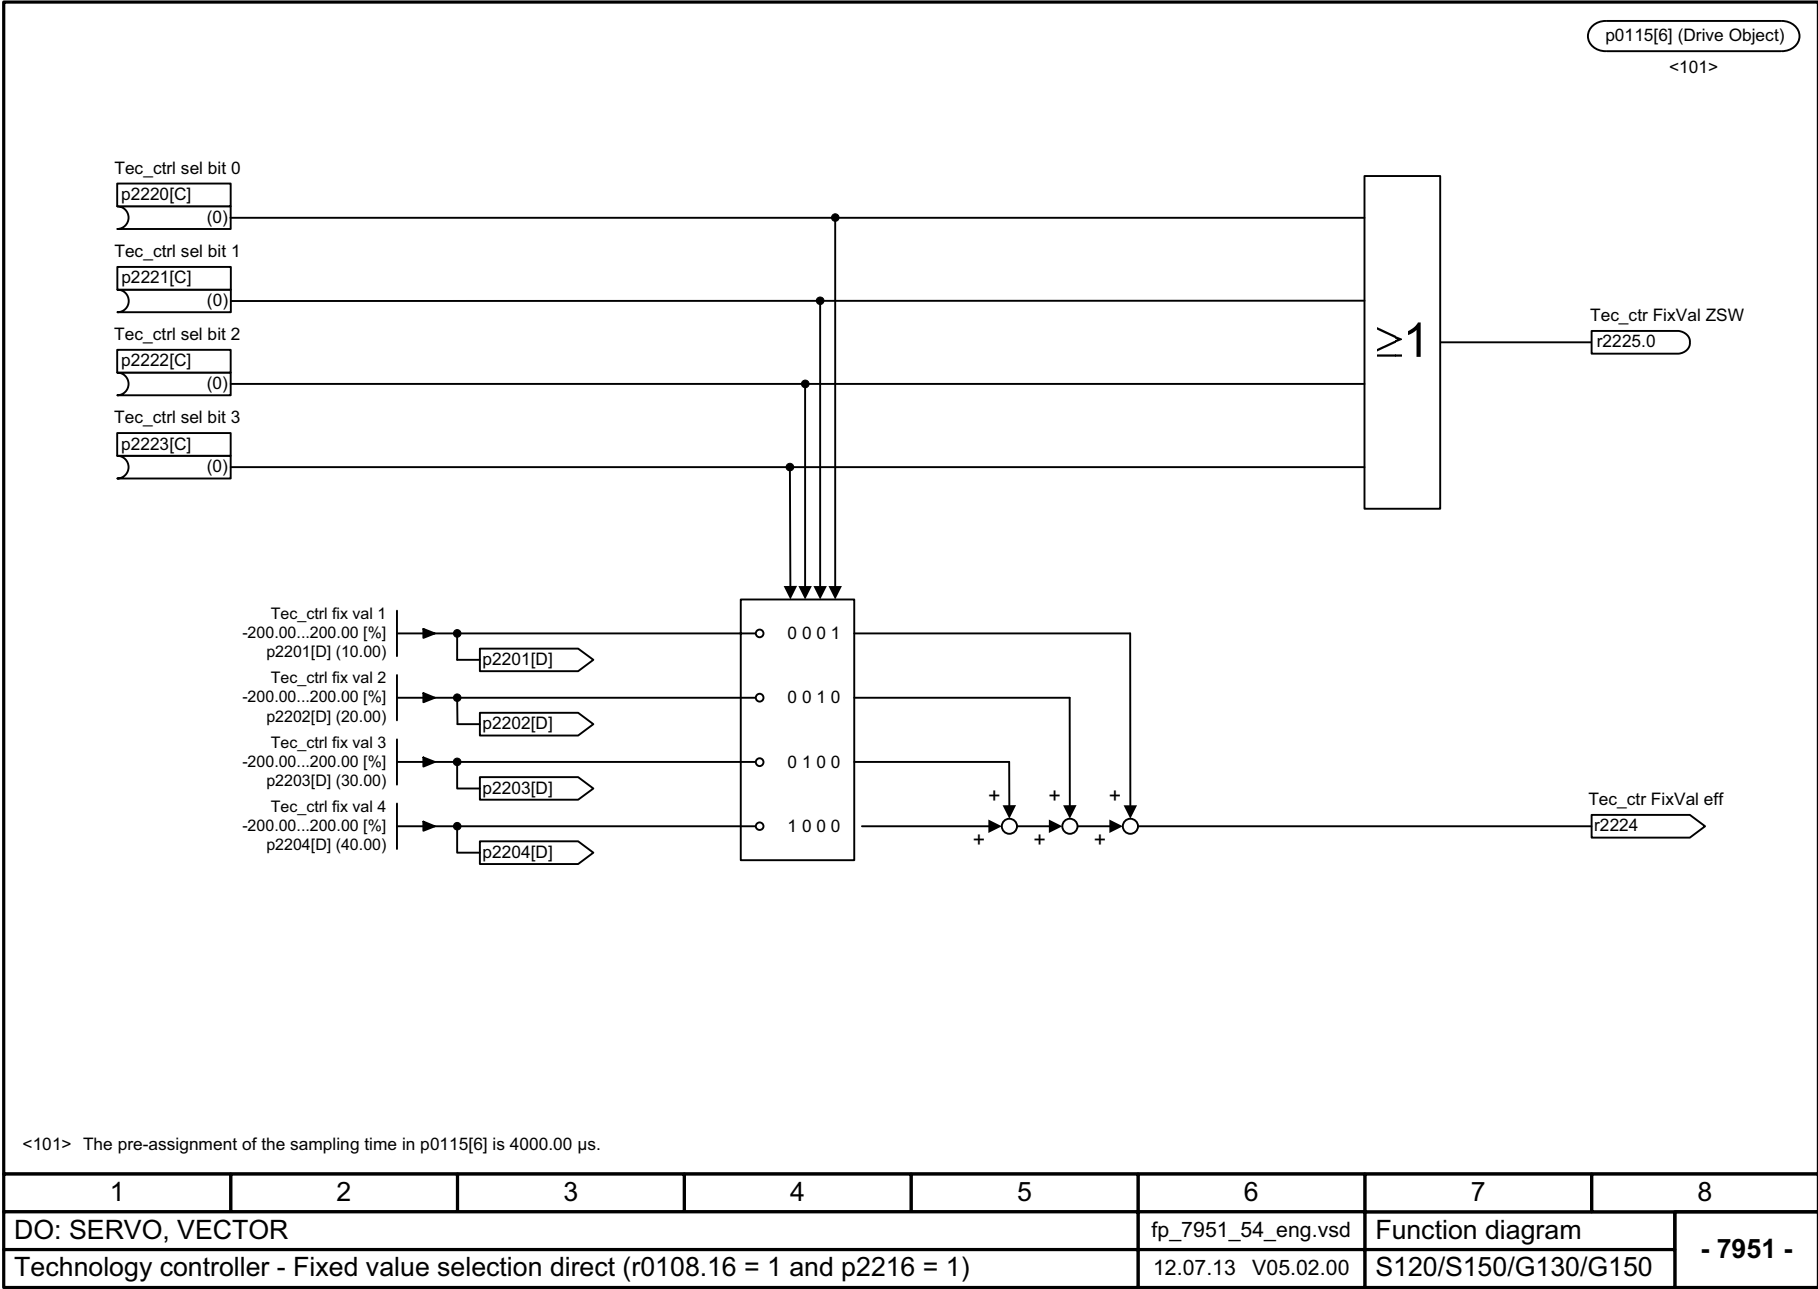 p0115[6] (Drive Object)
<101>
Tec_ctrl sel bit 0
p2220[C]
(0)
Tec_ctrl sel bit 1
p2221[C]
(0)
Tec_ctrl sel bit 2
p2222[C]
(0)
Tec_ctrl sel bit 3
p2223[C]
(0)
≥1
Tec_ctr FixVal ZSW
r2225.0
Tec_ctrl fix val 1
-200.00...200.00 [%]
p2201[D] (10.00)
p2201[D]
0 0 0 1
Tec_ctrl fix val 2
-200.00...200.00 [%]
p2202[D] (20.00)
p2202[D]
0 0 1 0
Tec_ctrl fix val 3
-200.00...200.00 [%]
p2203[D] (30.00)
p2203[D]
0 1 0 0
Tec_ctrl fix val 4
-200.00...200.00 [%]
p2204[D] (40.00)
p2204[D]
1 0 0 0
+ + +
+ + +
Tec_ctr FixVal eff
r2224
<101> The pre-assignment of the sampling time in p0115[6] is 4000.00 µs.
1 2 3 4 5 6 7 8
DO: SERVO, VECTOR
fp_7951_54_eng.vsd
Function diagram
- 7951 -
Technology controller - Fixed value selection direct (r0108.16 = 1 and p2216 = 1)
12.07.13 V05.02.00
S120/S150/G130/G150